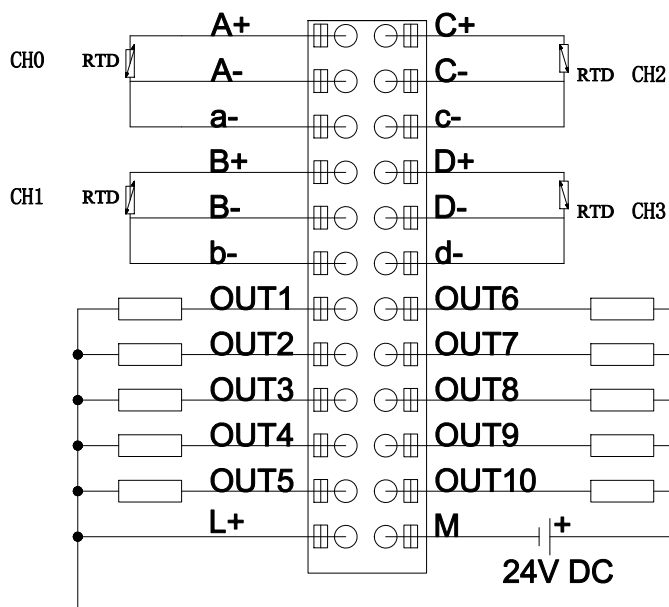 A+ C+
CH0 RTD A- C- RTD CH2
a- c-
B+ D+
CH1 RTD B- D- RTD CH3
b- d-
OUT1 OUT6
OUT2 OUT7
OUT3 OUT8
OUT4 OUT9
OUT5 OUT10
L+ M +
24V DC